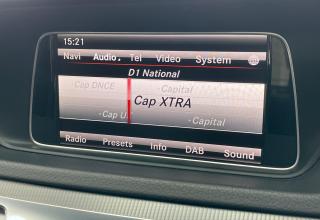 15:21
Navi Audio Tel Video System
D1 National
Cap DNCE Capital
Cap XTRA
Cap U Capital
Radio Presets Info DAB Sound